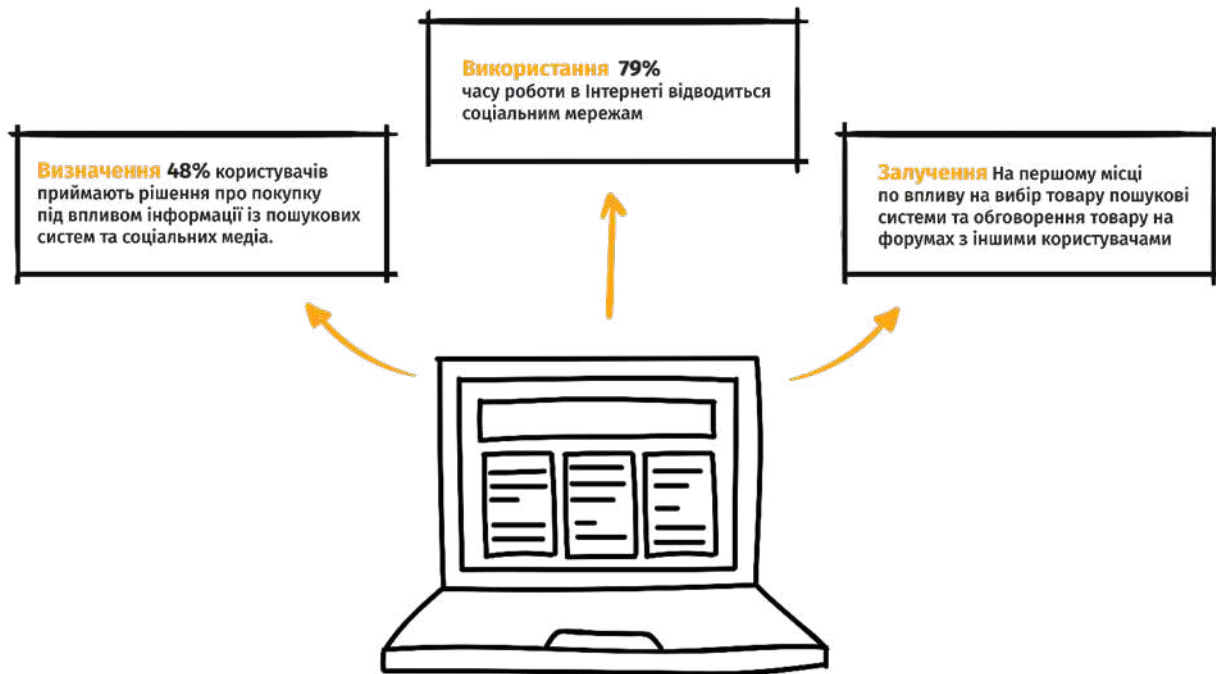 Визначення 48% користувачів
приймають рішення про покупку
під впливом інформації із пошукових
систем та соціальних медіа.
Використання 79%
часу роботи в Інтернеті відводиться
соціальним мережам
Залучення На першому місці
по впливу на вибір товару пошукові
системи та обговорення товару на
форумах з іншими користувачами